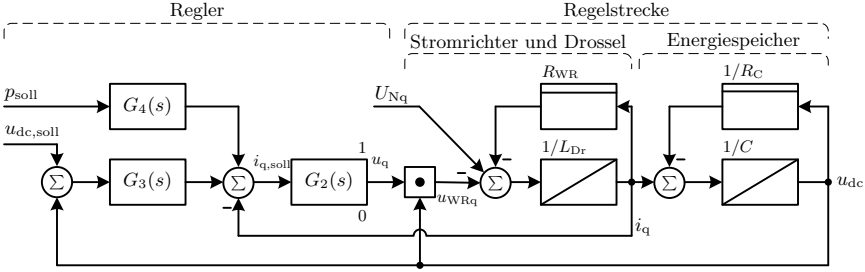 Regler
Regelstrecke
Stromrichter und Drossel
Energiespeicher
p_soll
G_4(s)
U_Nq
R_WR
1/R_C
u_dc,soll
Σ
G_3(s)
Σ
i_q,soll
G_2(s)
1
0
u_q
u_WRq
Σ
1/L_Dr
i_q
Σ
1/C
u_dc